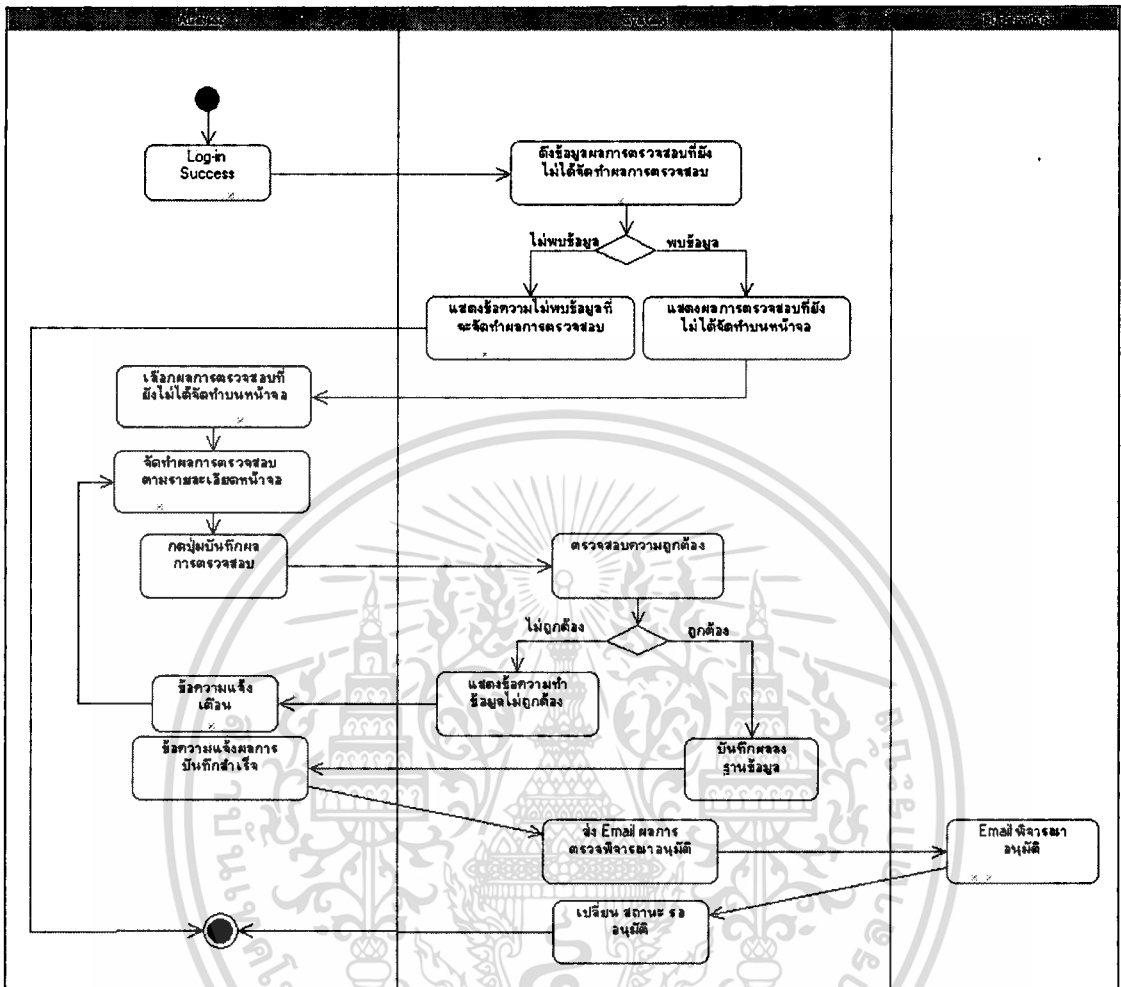 Log-in
Success
ดึงข้อมูลผลการตรวจสอบที่ยัง
ไม่ได้จัดทำผลการตรวจสอบ
ไม่พบข้อมูล
พบข้อมูล
แสดงข้อความไม่พบข้อมูลที่
จะจัดทำผลการตรวจสอบ
แสดงผลการตรวจสอบที่ยัง
ไม่ได้จัดทำบนหน้าจอ
เลือกผลการตรวจสอบที่
ยังไม่ได้จัดทำบนหน้าจอ
จัดทำผลการตรวจสอบ
ตามรายละเอียดหน้าจอ
กดปุ่มบันทึกผล
การตรวจสอบ
ตรวจสอบความถูกต้อง
ไม่ถูกต้อง
ถูกต้อง
แสดงข้อความทำ
ข้อมูลไม่ถูกต้อง
ข้อความแจ้ง
เตือน
ข้อความแจ้งผลการ
บันทึกสำเร็จ
บันทึกผลลง
ฐานข้อมูล
ส่ง Email ผลการ
ตรวจพิจารณาอนุมัติ
Email พิจารณา
อนุมัติ
เปลี่ยน สถานะ รอ
อนุมัติ